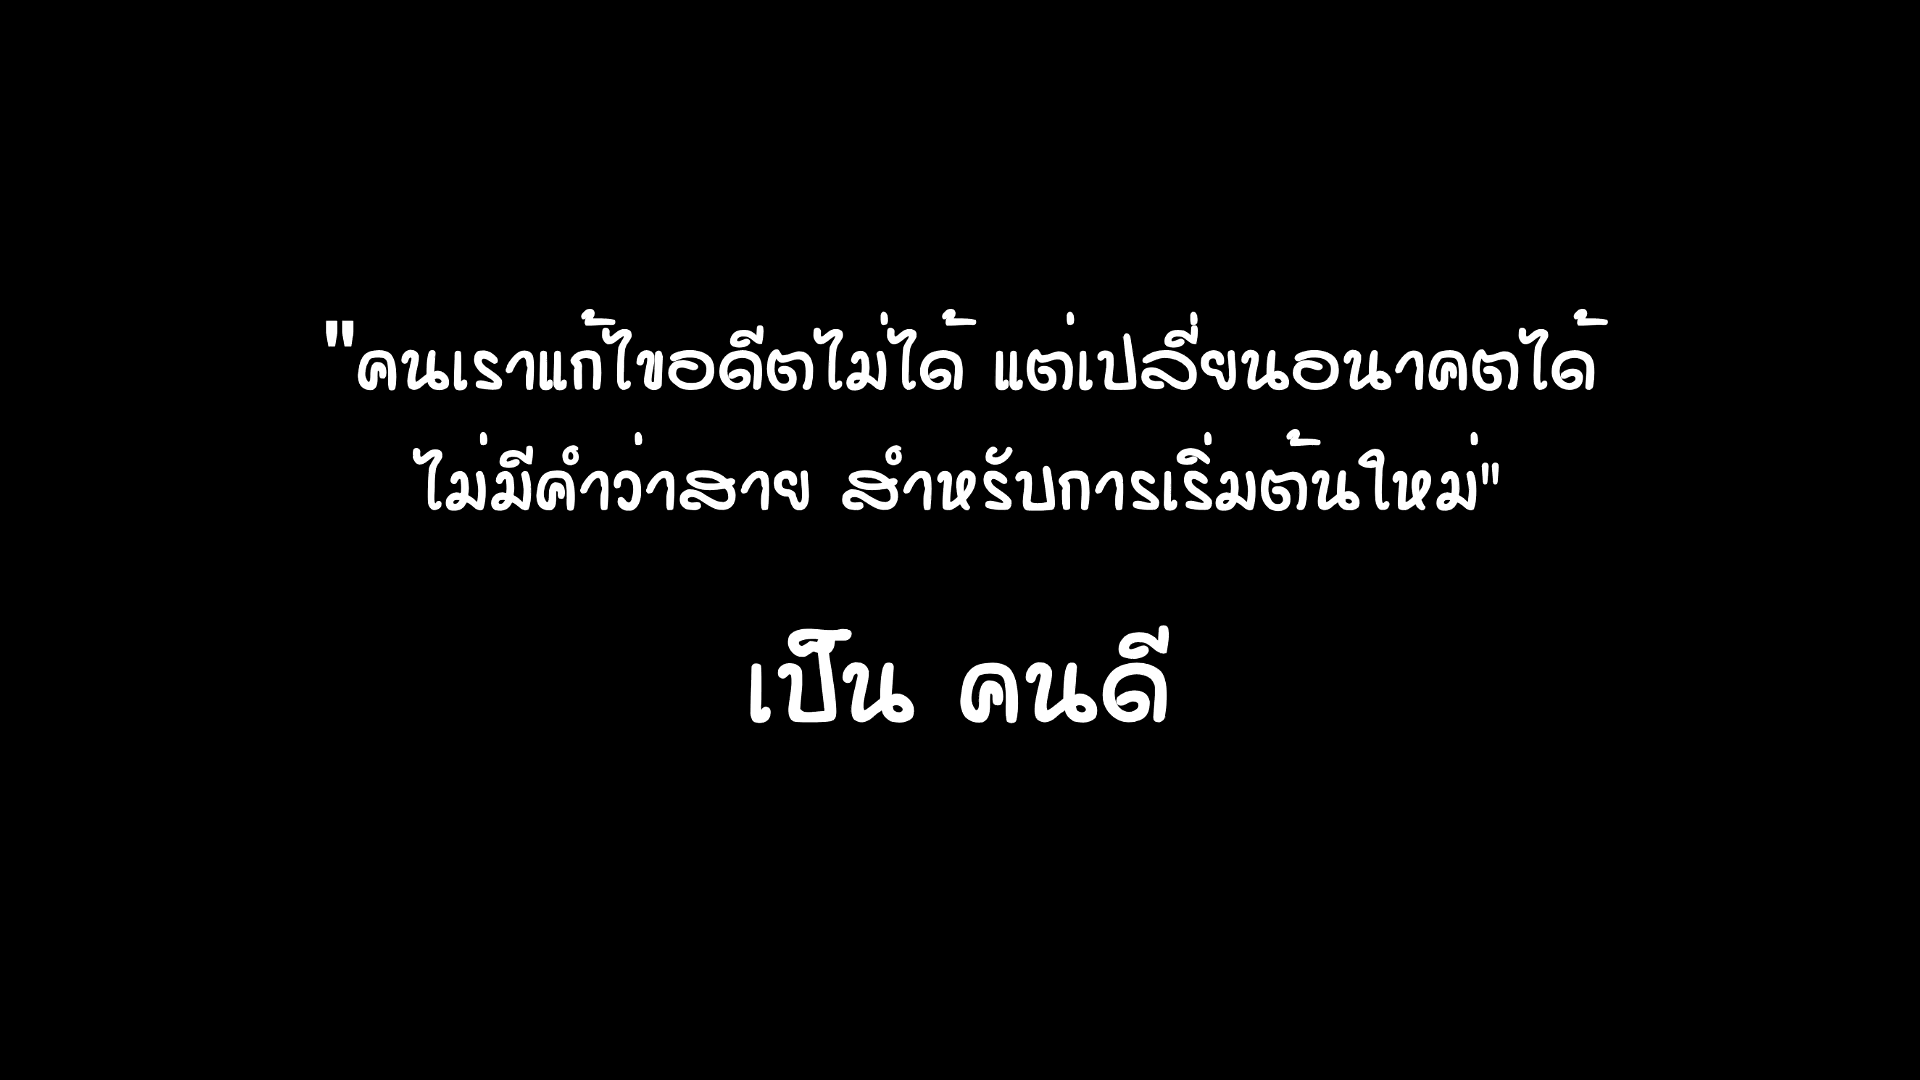 "คนเราแก้ไขอดีตไม่ได้ แต่เปลี่ยนอนาคตได้
ไม่มีคำว่าสาย สำหรับการเริ่มต้นใหม่"
เป็น คนดี